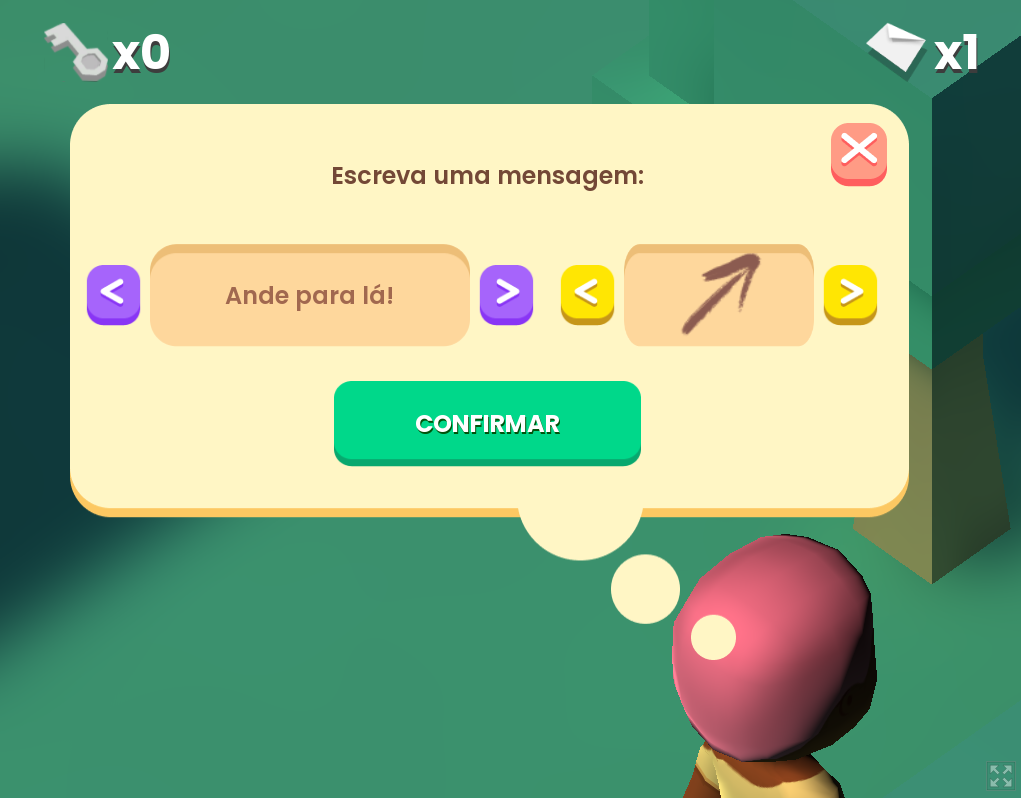 x0
x1
Escreva uma mensagem:
< Ande para lá! > < >
CONFIRMAR